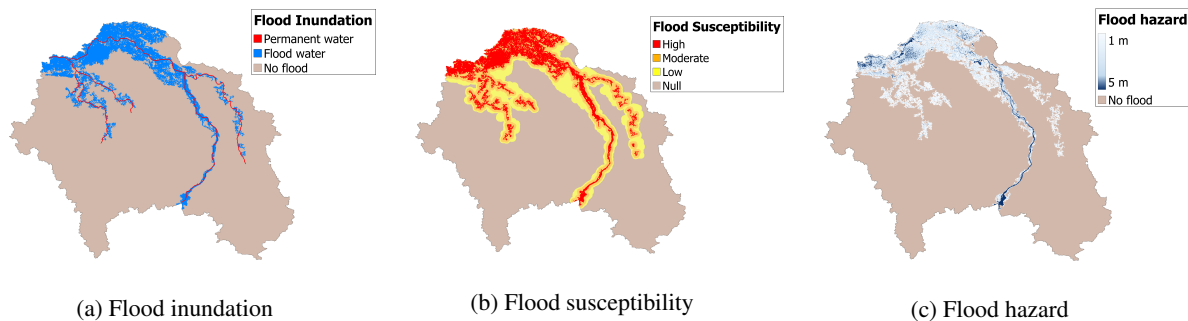 Flood Inundation
Permanent water
Flood water
No flood
(a) Flood inundation
Flood Susceptibility
High
Moderate
Low
Null
(b) Flood susceptibility
Flood hazard
1 m
5 m
No flood
(c) Flood hazard